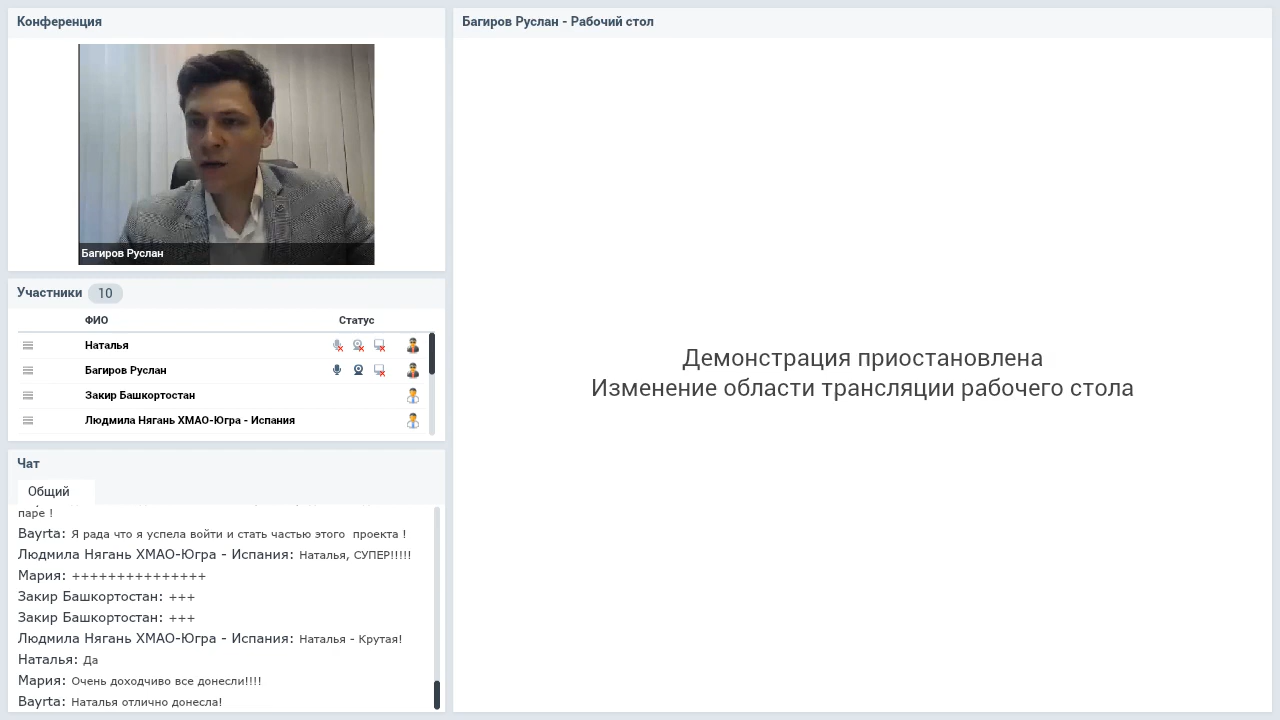 Конференция
Багиров Руслан - Рабочий стол
Багиров Руслан
Участники 10
ФИО Статус
Наталья
Багиров Руслан
Закир Башкортостан
Людмила Нягань ХМАО-Югра - Испания
Демонстрация приостановлена
Изменение области трансляции рабочего стола
Чат
Общий
паре !
Bayrta: Я рада что я успела войти и стать частью этого проекта !
Людмила Нягань ХМАО-Югра - Испания: Наталья, СУПЕР!!!!!
Мария: +++++++++++++++
Закир Башкортостан: +++
Закир Башкортостан: +++
Людмила Нягань ХМАО-Югра - Испания: Наталья - Крутая!
Наталья: Да
Мария: Очень доходчиво все донесли!!!!
Bayrta: Наталья отлично донесла!